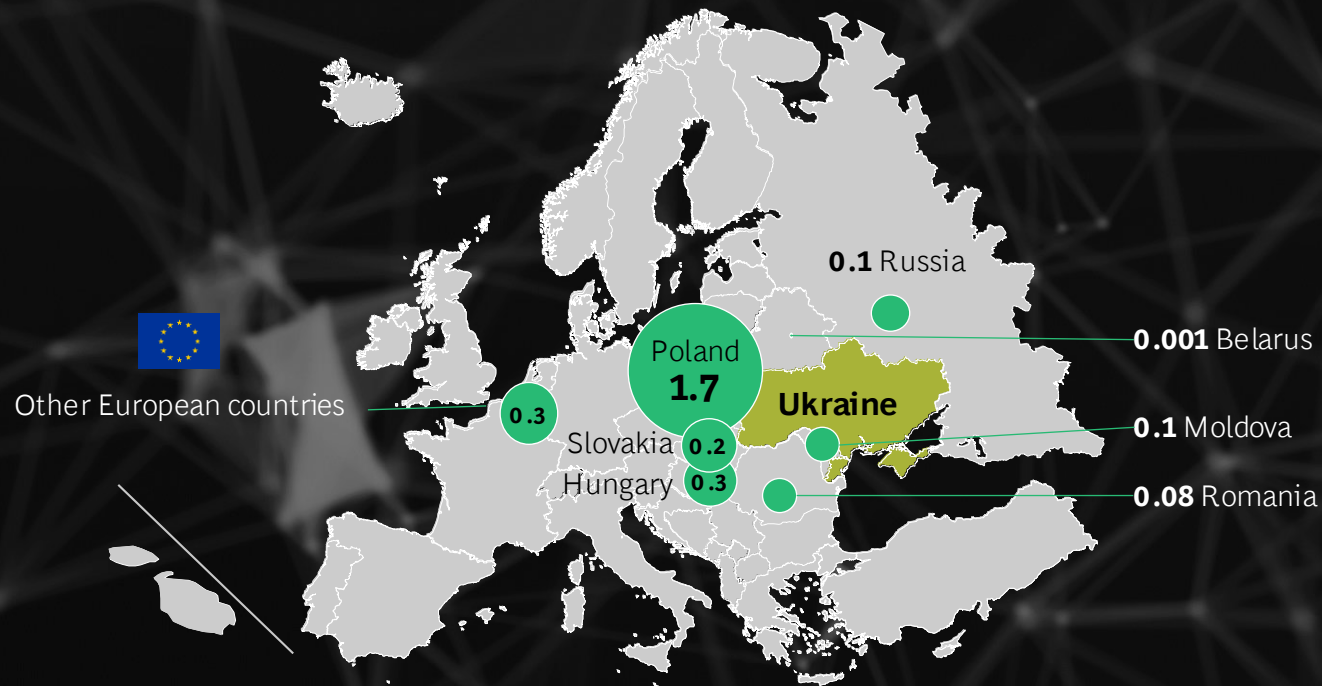 0.1 Russia
0.001 Belarus
Poland
1.7
Ukraine
Other European countries
0.3
0.1 Moldova
Slovakia
0.2
Hungary
0.3
0.08 Romania